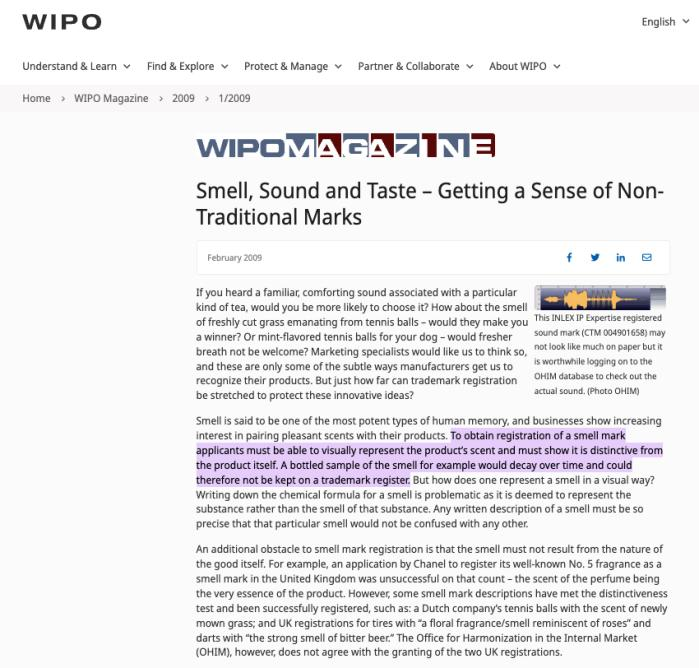 WIPO
English
Understand & Learn
Find & Explore
Protect & Manage
Partner & Collaborate
About WIPO
Home > WIPO Magazine > 2009 > 1/2009
WIPOMAGAZINE
Smell, Sound and Taste – Getting a Sense of Non-
Traditional Marks
February 2009
If you heard a familiar, comforting sound associated with a particular
kind of tea, would you be more likely to choose it? How about the smell
of freshly cut grass emanating from tennis balls – would they make you
a winner? Or mint-flavored tennis balls for your dog – would fresher
breath not be welcome? Marketing specialists would like us to think so,
and these are only some of the subtle ways manufacturers get us to
recognize their products. But just how far can trademark registration
be stretched to protect these innovative ideas?
This INLEX IP Expertise registered
sound mark (CTM 004901658) may
not look like much on paper but it
is worthwhile logging on to the
OHIM database to check out the
actual sound. (Photo OHIM)
Smell is said to be one of the most potent types of human memory, and businesses show increasing
interest in pairing pleasant scents with their products. To obtain registration of a smell mark
applicants must be able to visually represent the product's scent and must show it is distinctive from
the product itself. A bottled sample of the smell for example would decay over time and could
therefore not be kept on a trademark register. But how does one represent a smell in a visual way?
Writing down the chemical formula for a smell is problematic as it is deemed to represent the
substance rather than the smell of that substance. Any written description of a smell must be so
precise that that particular smell would not be confused with any other.
An additional obstacle to smell mark registration is that the smell must not result from the nature of
the good itself. For example, an application by Chanel to register its well-known No. 5 fragrance as a
smell mark in the United Kingdom was unsuccessful on that count – the scent of the perfume being
the very essence of the product. However, some smell mark descriptions have met the distinctiveness
test and been successfully registered, such as: a Dutch company's tennis balls with the scent of newly
mown grass; and UK registrations for tires with "a floral fragrance/smell reminiscent of roses" and
darts with "the strong smell of bitter beer." The Office for Harmonization in the Internal Market
(OHIM), however, does not agree with the granting of the two UK registrations.